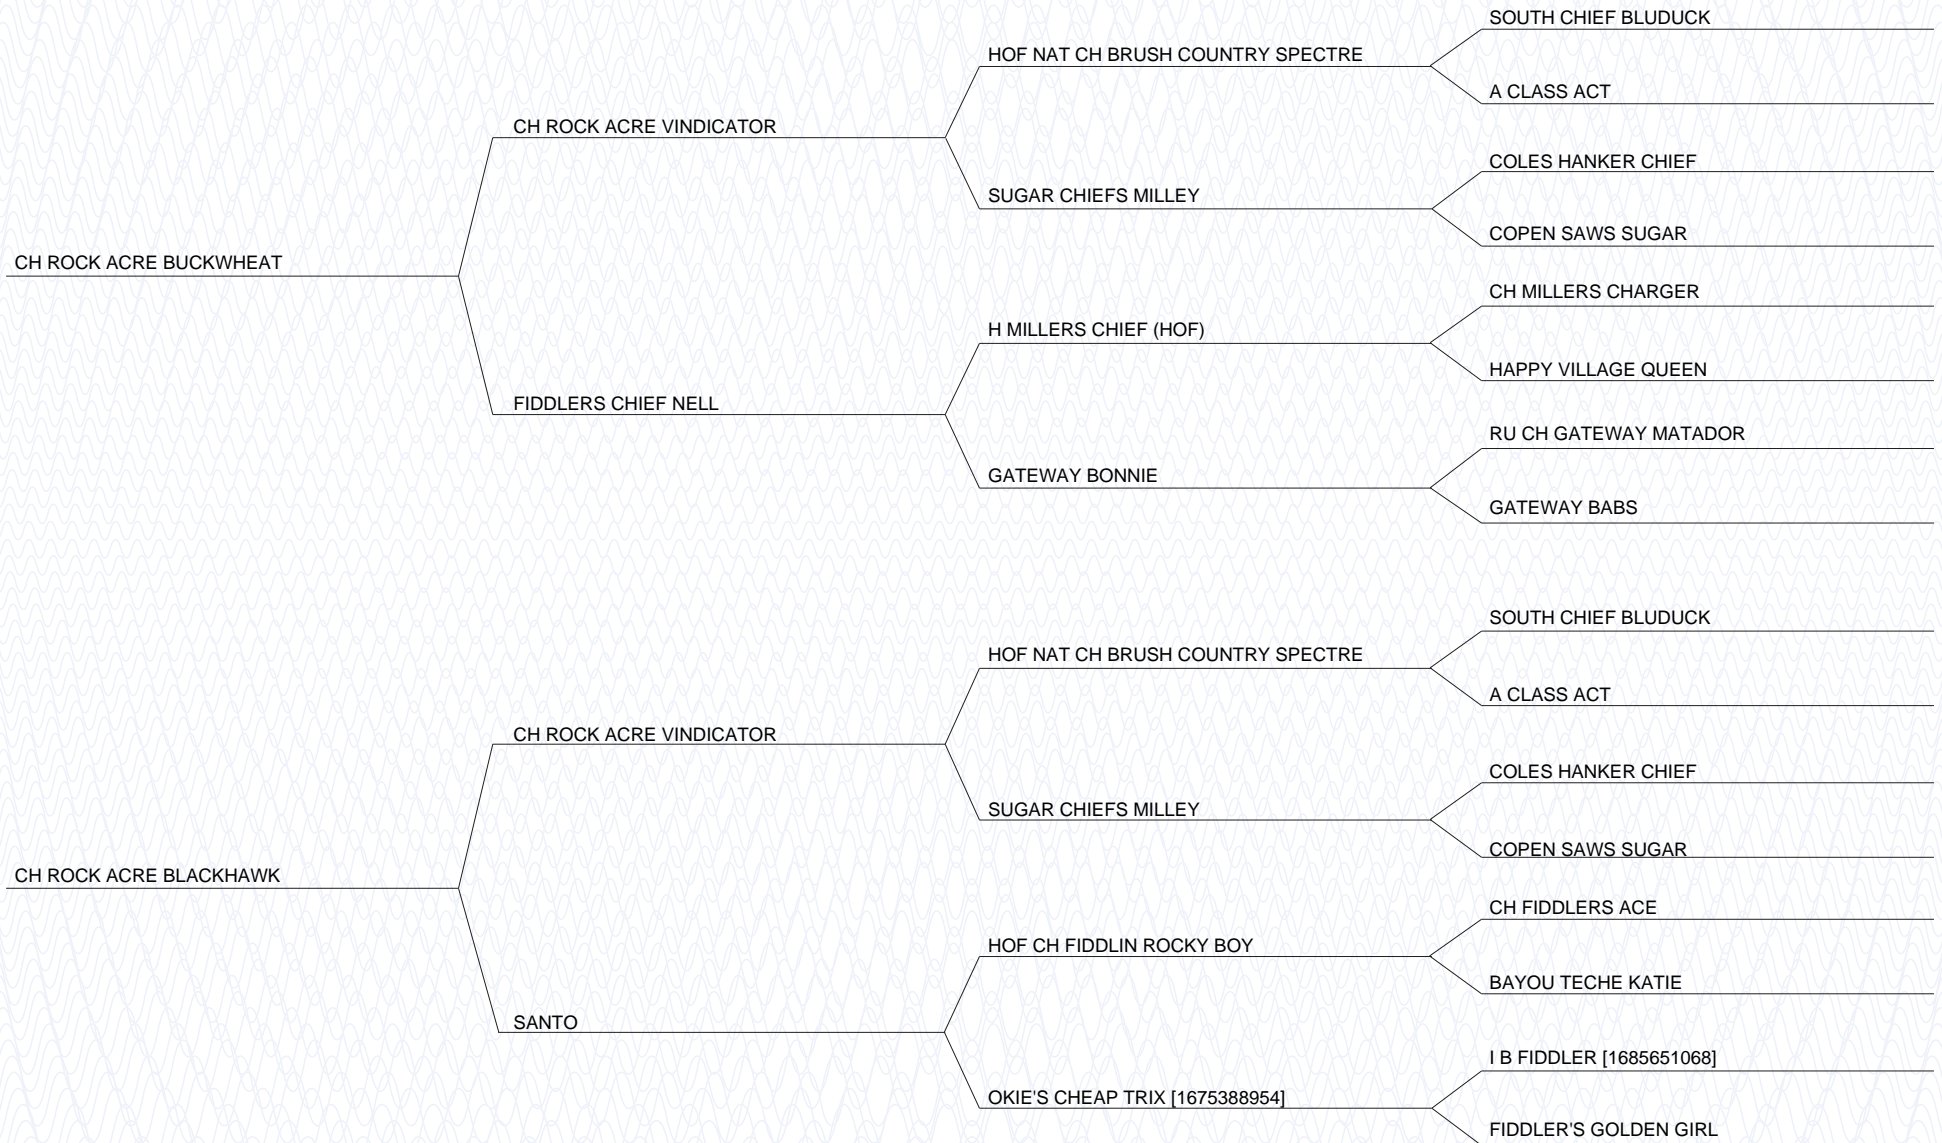 SOUTH CHIEF BLUDUCK
HOF NAT CH BRUSH COUNTRY SPECTRE
A CLASS ACT
CH ROCK ACRE VINDICATOR
COLES HANKER CHIEF
SUGAR CHIEFS MILLEY
COPEN SAWS SUGAR
CH ROCK ACRE BUCKWHEAT
CH MILLERS CHARGER
H MILLERS CHIEF (HOF)
HAPPY VILLAGE QUEEN
FIDDLERS CHIEF NELL
RU CH GATEWAY MATADOR
GATEWAY BONNIE
GATEWAY BABS
SOUTH CHIEF BLUDUCK
HOF NAT CH BRUSH COUNTRY SPECTRE
A CLASS ACT
CH ROCK ACRE VINDICATOR
COLES HANKER CHIEF
SUGAR CHIEFS MILLEY
COPEN SAWS SUGAR
CH ROCK ACRE BLACKHAWK
CH FIDDLERS ACE
HOF CH FIDDLIN ROCKY BOY
BAYOU TECHE KATIE
SANTO
I B FIDDLER [1685651068]
OKIE'S CHEAP TRIX [1675388954]
FIDDLER'S GOLDEN GIRL